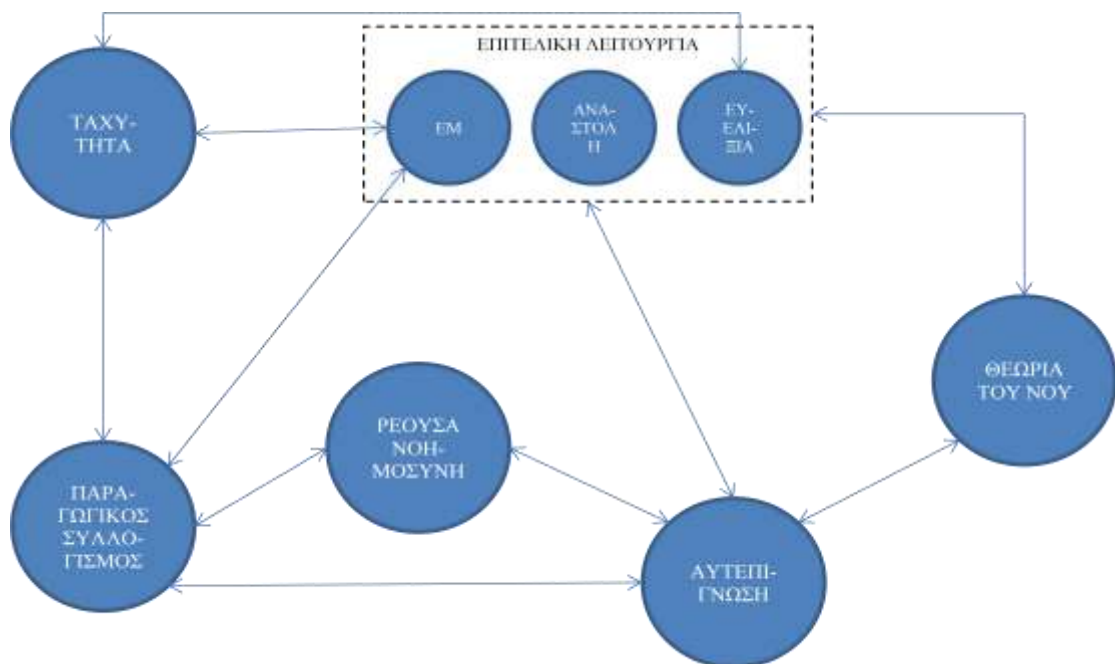 ΕΠΙΤΕΛΙΚΗ ΛΕΙΤΟΥΡΓΙΑ
ΤΑΧΥ-
ΤΗΤΑ
ΕΜ
ΑΝΑ-
ΣΤΟΛ
Η
ΕΥ-
ΕΛΙ-
ΞΙΑ
ΘΕΩΡΙΑ
ΤΟΥ ΝΟΥ
ΡΕΟΥΣΑ
ΝΟΗ-
ΜΟΣΥΝΗ
ΠΑΡΑ-
ΓΩΓΙΚΟΣ
ΣΥΛΛΟ-
ΓΙΣΜΟΣ
ΑΥΤΕΠΙ-
ΓΝΩΣΗ